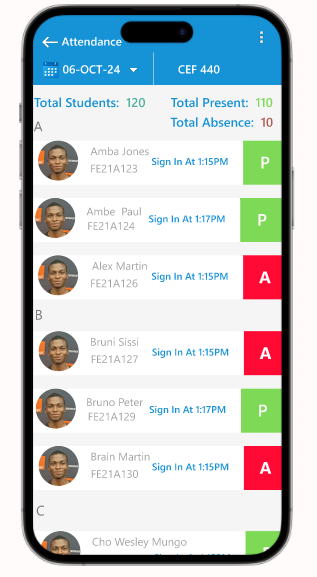 Attendance
06-OCT-24 CEF 440
Total Students: 120 Total Present: 110
Total Absence: 10
A
Amba Jones
FE21A123 Sign In At 1:15PM P
Ambe Paul
FE21A124 Sign In At 1:17PM P
Alex Martin
FE21A126 Sign In At 1:15PM A
B
Bruni Sissi
FE21A127 Sign In At 1:15PM A
Bruno Peter
FE21A129 Sign In At 1:17PM P
Brain Martin
FE21A130 Sign In At 1:15PM A
C
Cho Wesley Mungo
P